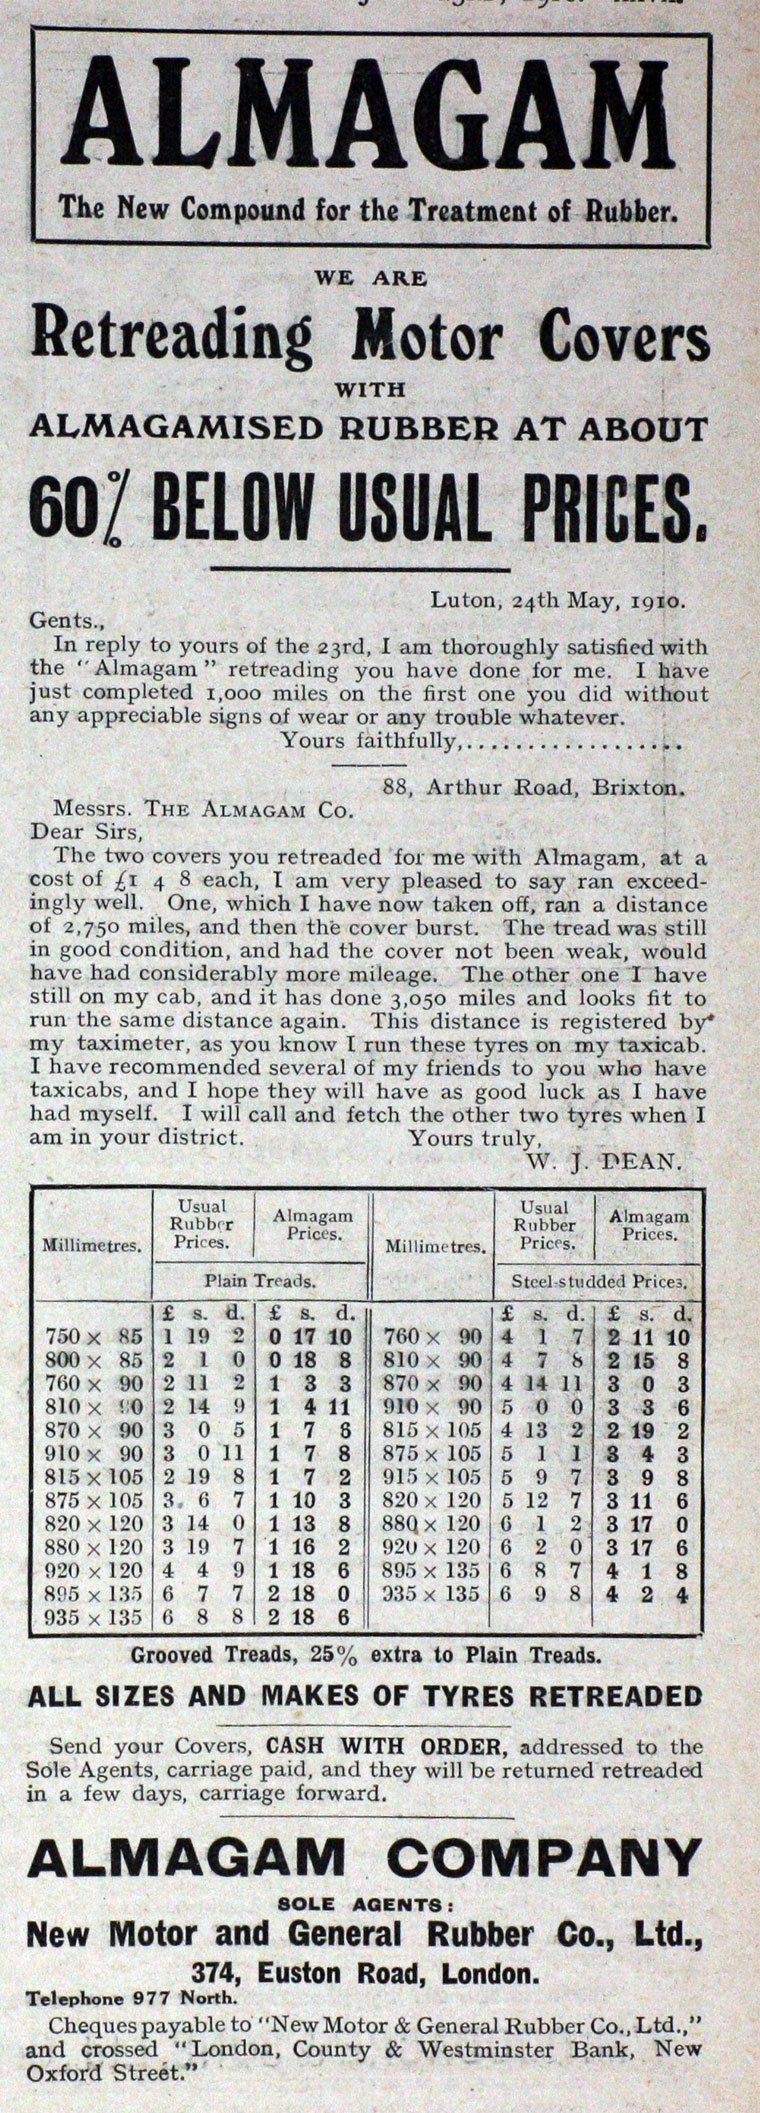 ALMAGAM
The New Compound for the Treatment of Rubber.
WE ARE
Retreading Motor Covers
WITH
ALMAGAMISED RUBBER AT ABOUT
60% BELOW USUAL PRICES.
Luton, 24th May, 1910.
Gents.,
In reply to yours of the 23rd, I am thoroughly satisfied with
the "Almagam" retreading you have done for me. I have
just completed 1,000 miles on the first one you did without
any appreciable signs of wear or any trouble whatever.
Yours faithfully,..................
88, Arthur Road, Brixton.
Messrs. THE ALMAGAM CO.
Dear Sirs,
The two covers you retreaded for me with Almagam, at a
cost of £1 4 8 each, I am very pleased to say ran exceed-
ingly well. One, which I have now taken off, ran a distance
of 2,750 miles, and then the cover burst. The tread was still
in good condition, and had the cover not been weak, would
have had considerably more mileage. The other one I have
still on my cab, and it has done 3,050 miles and looks fit to
run the same distance again. This distance is registered by
my taximeter, as you know I run these tyres on my taxicab.
I have recommended several of my friends to you who have
taxicabs, and I hope they will have as good luck as I have
had myself. I will call and fetch the other two tyres when I
am in your district. Yours truly,
W. J. DEAN.
Millimetres. Usual Rubber Prices. Almagam Prices. Millimetres. Usual Rubber Prices. Almagam Prices.
Plain Treads. Steel-studded Prices.
£ s. d. £ s. d. £ s. d. £ s. d.
750 × 85 1 19 2 0 17 10 760 × 90 4 1 7 2 11 10
800 × 85 2 1 0 0 18 8 810 × 90 4 7 8 2 15 8
760 × 90 2 11 2 1 3 3 870 × 90 4 14 11 3 0 3
810 × 90 2 14 9 1 4 11 910 × 90 5 0 0 3 3 6
870 × 90 3 0 5 1 7 815 × 105 4 13 2 2 19 2
910 × 90 3 0 11 1 7 8 875 × 105 5 1 1 3 4 3
815 × 105 2 19 8 1 7 2 915 × 105 5 9 7 3 9 8
875 × 105 3 6 7 1 10 3 820 × 120 5 12 7 3 11 6
820 × 120 3 14 0 1 13 8 880 × 120 6 1 2 3 17 0
880 × 120 3 19 7 1 16 2 920 × 120 6 2 0 3 17 6
920 × 120 4 4 9 1 18 6 895 × 135 6 8 7 4 1 8
895 × 135 6 7 7 2 18 0 935 × 135 6 9 8 4 2 4
935 × 135 6 8 8 2 18 6
Grooved Treads, 25% extra to Plain Treads.
ALL SIZES AND MAKES OF TYRES RETREADED
Send your Covers, CASH WITH ORDER, addressed to the
Sole Agents, carriage paid, and they will be returned retreaded
in a few days, carriage forward.
ALMAGAM COMPANY
SOLE AGENTS:
New Motor and General Rubber Co., Ltd.,
374, Euston Road, London.
Telephone 977 North.
Cheques payable to "New Motor & General Rubber Co., Ltd.,"
and crossed "London, County & Westminster Bank, New
Oxford Street."